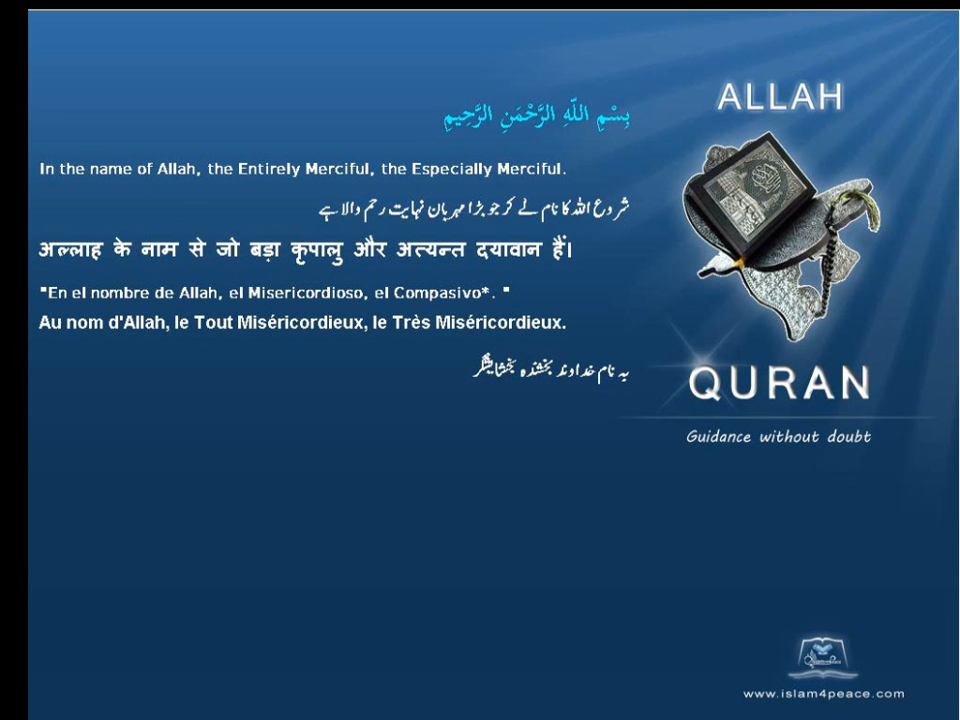 بِسْمِ اللّهِ الرَّحْمَنِ الرَّحِيمِ
In the name of Allah, the Entirely Merciful, the Especially Merciful.
شروع الله کا نام لے کر جو بڑا مہربان نہایت رحم والا ہے
अल्लाह के नाम से जो बड़ा कृपालु और अत्यन्त दयावान हैं।
"En el nombre de Allah, el Misericordioso, el Compasivo*. "
Au nom d'Allah, le Tout Miséricordieux, le Très Miséricordieux.
به نام خداوند بخشنده بخشایشگر
ALLAH
QURAN
Guidance without doubt
www.islam4peace.com